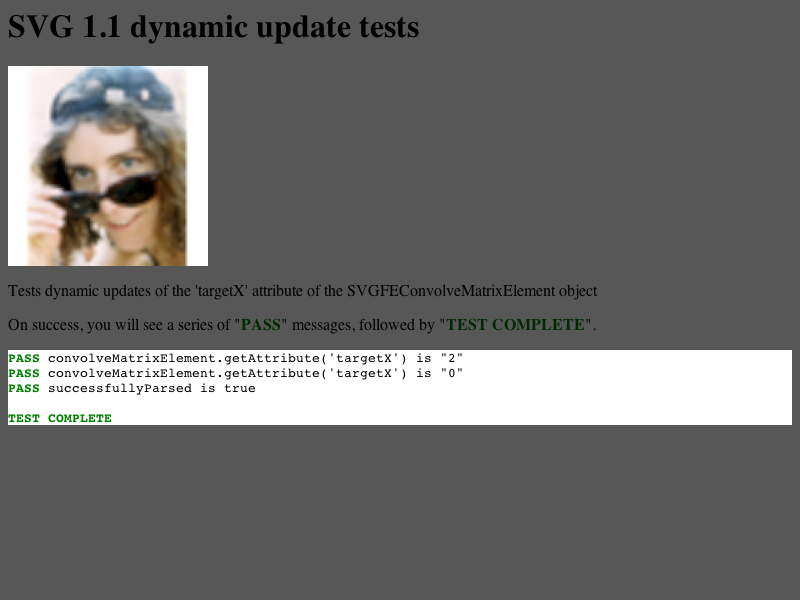 SVG 1.1 dynamic update tests
Tests dynamic updates of the 'targetX' attribute of the SVGFEConvolveMatrixElement object
On success, you will see a series of "PASS" messages, followed by "TEST COMPLETE".
PASS convolveMatrixElement.getAttribute('targetX') is "2"
PASS convolveMatrixElement.getAttribute('targetX') is "0"
PASS successfullyParsed is true
TEST COMPLETE